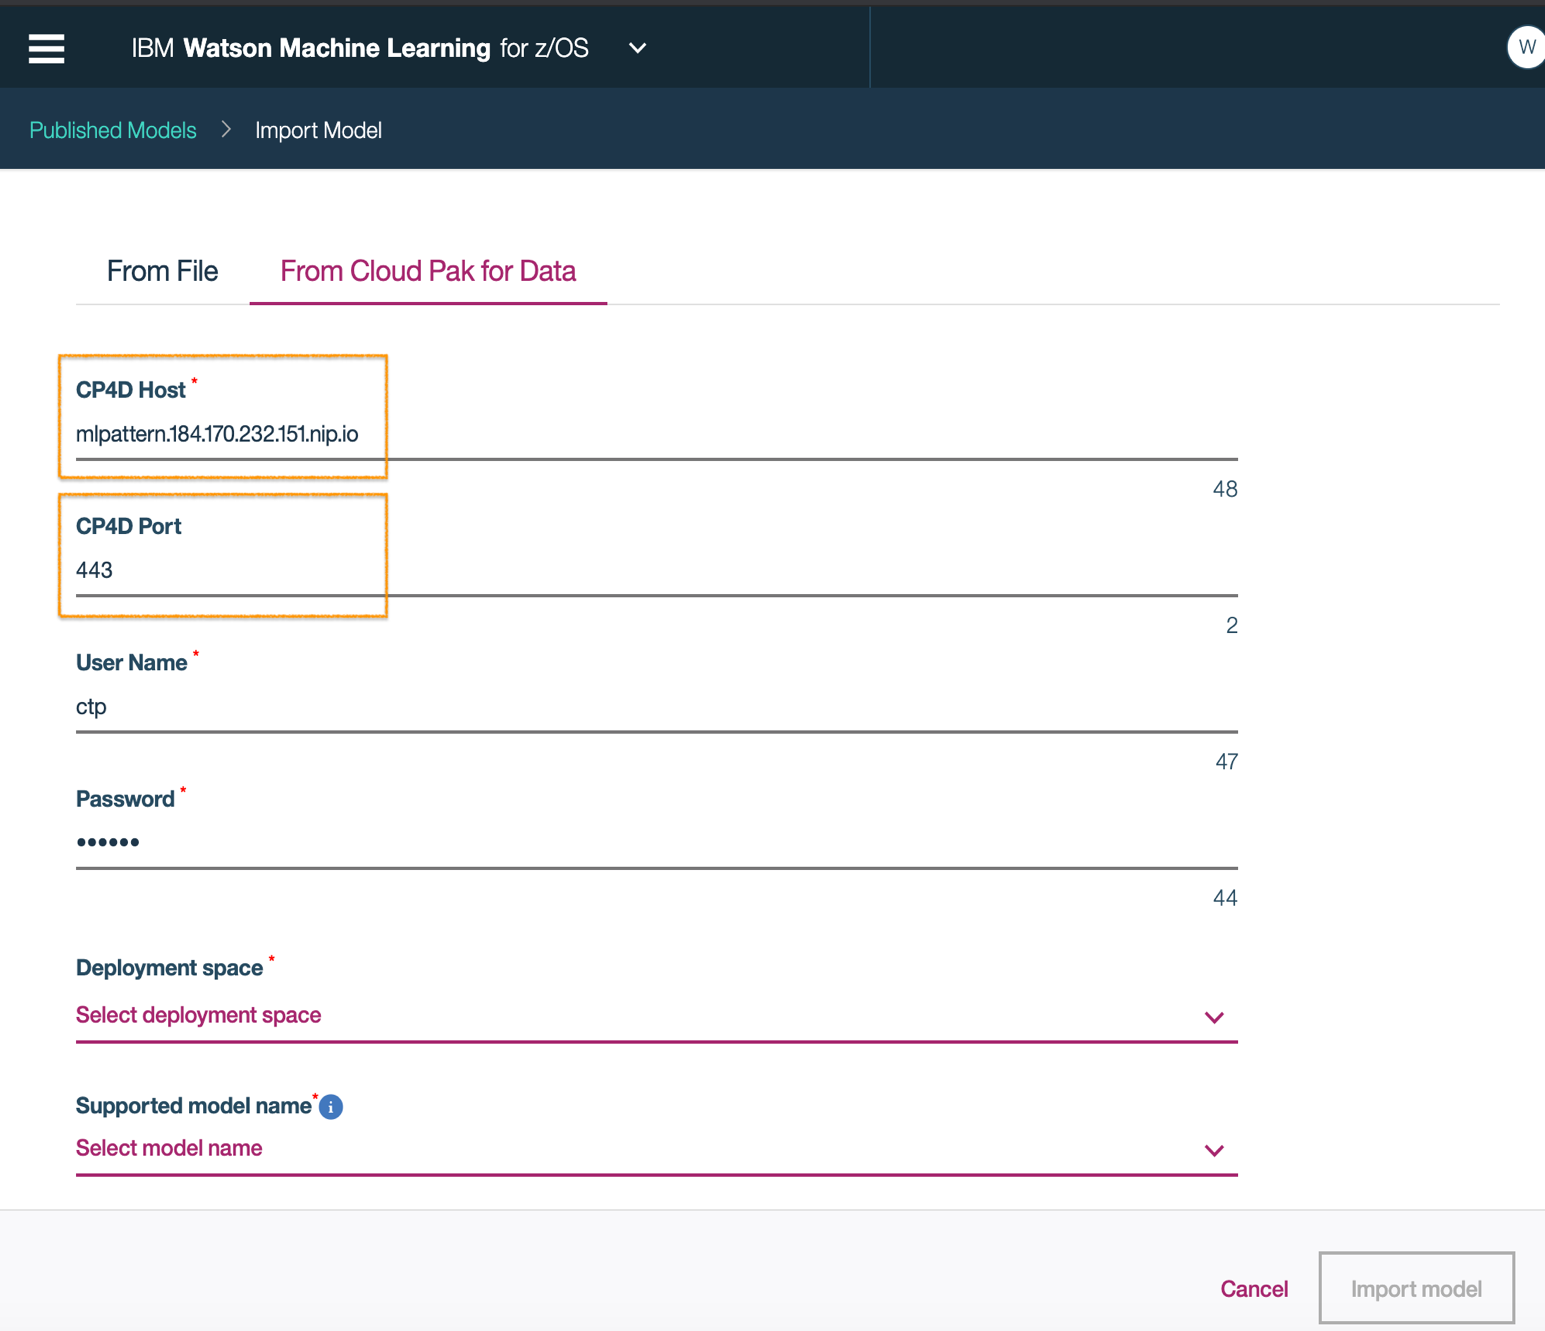 IBM Watson Machine Learning for z/OS
W
Published Models > Import Model
From File
From Cloud Pak for Data
CP4D Host *
mlpattern.184.170.232.151.nip.io
48
CP4D Port
443
2
User Name *
ctp
47
Password *
••••••
44
Deployment space *
Select deployment space
Supported model name* i
Select model name
Cancel
Import model